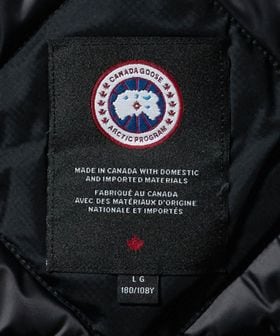 CANADA GOOSE
ARCTIC PROGRAM
MADE IN CANADA WITH DOMESTIC
AND IMPORTED MATERIALS
FABRIQUÉ AU CANADA
AVEC DES MATÉRIAUX D'ORIGINE
NATIONALE ET IMPORTÉS
LG
180/108Y